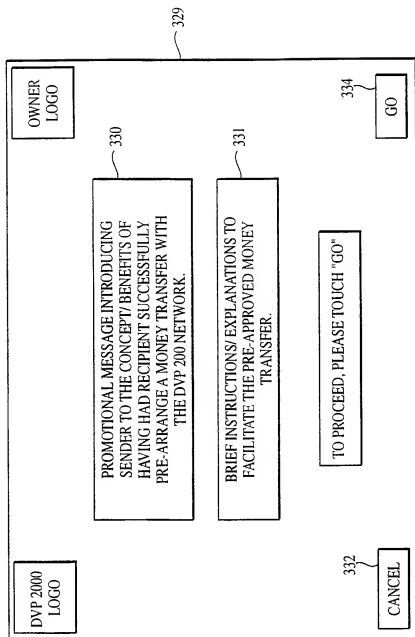 DVP 2000
LOGO
OWNER
LOGO
329
330
PROMOTIONAL MESSAGE INTRODUCING
SENDER TO THE CONCEPT/ BENEFITS OF
HAVING HAD RECIPIENT SUCCESSFULLY
PRE-ARRANGE A MONEY TRANSFER WITH
THE DVP 200 NETWORK.
331
BRIEF INSTRUCTIONS/ EXPLANATIONS TO
FACILITATE THE PRE-APPROVED MONEY
TRANSFER.
TO PROCEED, PLEASE TOUCH "GO"
332
CANCEL
334
GO